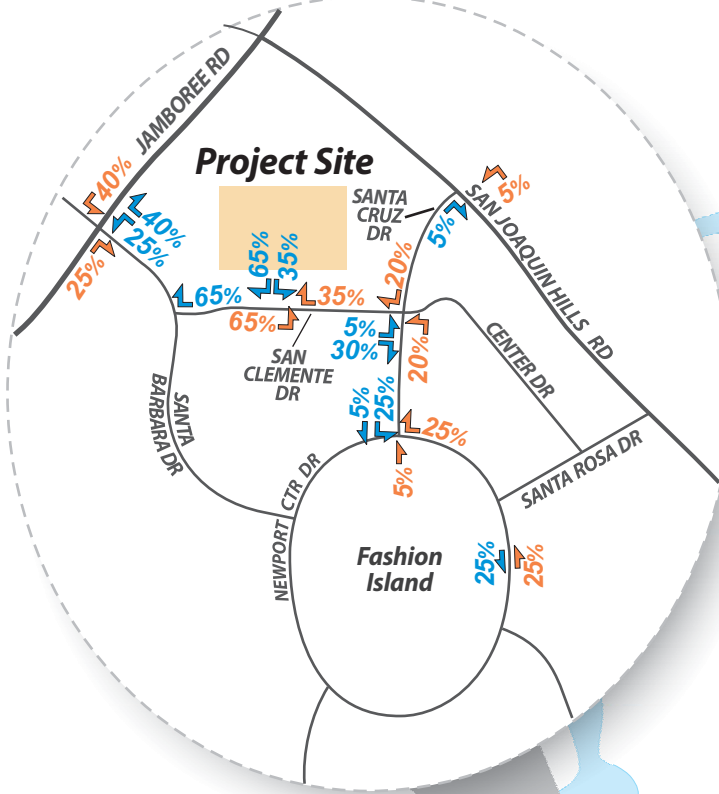 JAMBOREE RD
40%
Project Site
SANTA
CRUZ
DR
5%
SAN JOAQUIN HILLS RD
5%
40%
25%
25%
65%
35%
20%
65%
35%
65%
5%
30%
20%
SAN
CLEMENTE
DR
CENTER DR
SANTA
BARBARA DR
5%
25%
25%
5%
SANTA ROSA DR
NEWPORT CTR DR
Fashion
Island
25%
25%